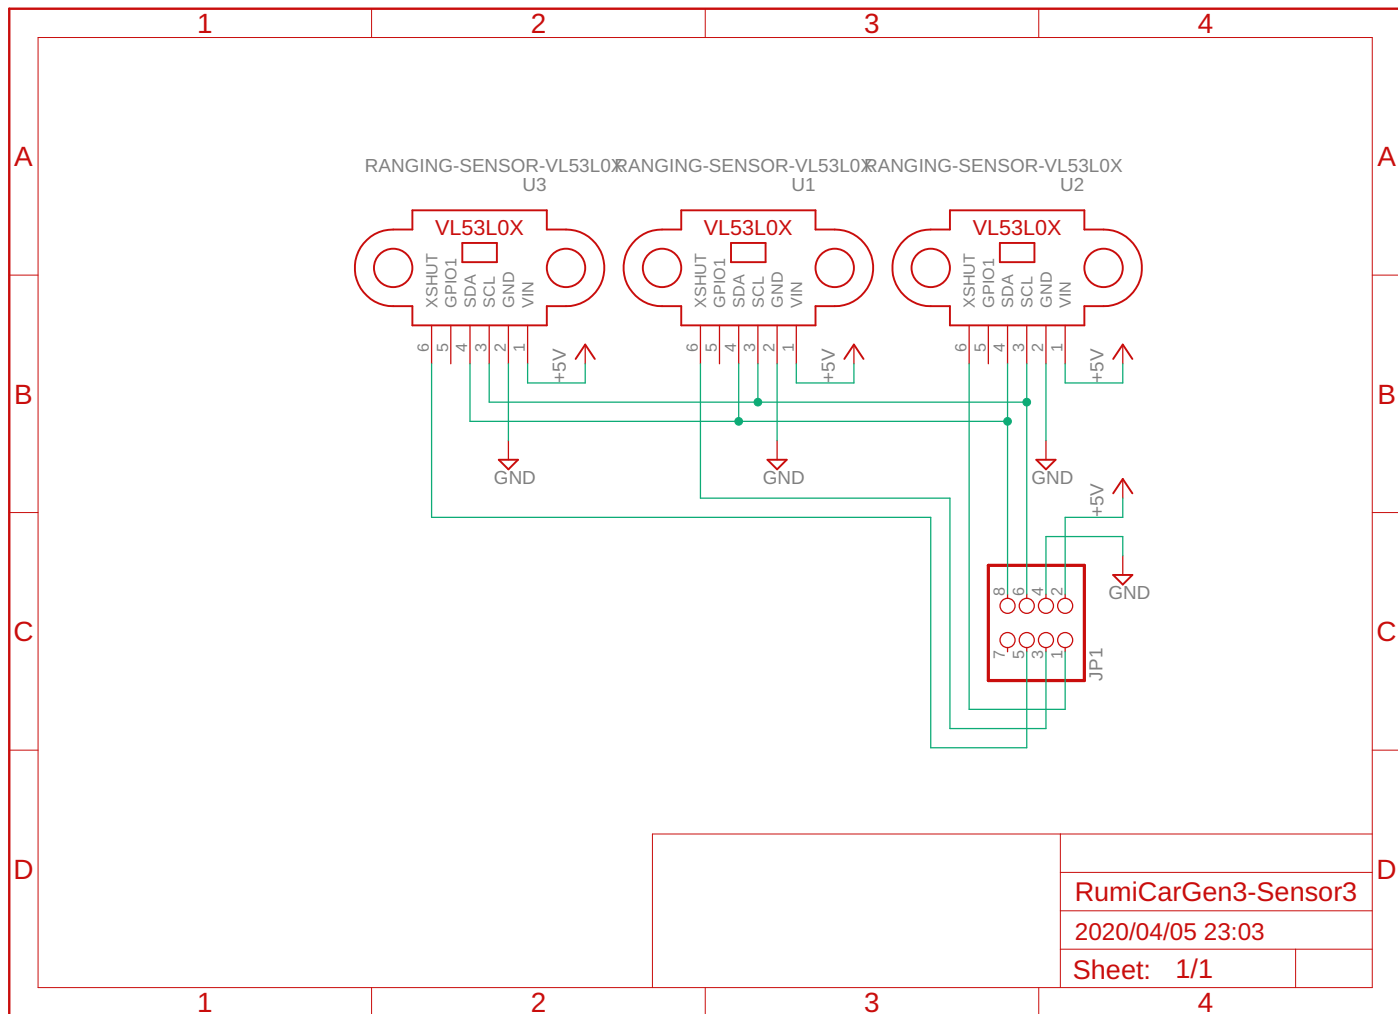 1 2 3 4
A A
RANGING-SENSOR-VL53L0X RANGING-SENSOR-VL53L0X RANGING-SENSOR-VL53L0X
U3 U1 U2
VL53L0X VL53L0X VL53L0X
XSHUT GPIO1 SDA SCL GND VIN XSHUT GPIO1 SDA SCL GND VIN XSHUT GPIO1 SDA SCL GND VIN
6 5 4 3 2 1 6 5 4 3 2 1 6 5 4 3 2 1
+5V +5V +5V
B B
GND GND GND
+5V
8 6 4 2
GND
C C
7 5 3 1
JP1
D D
RumiCarGen3-Sensor3
2020/04/05 23:03
Sheet: 1/1
1 2 3 4